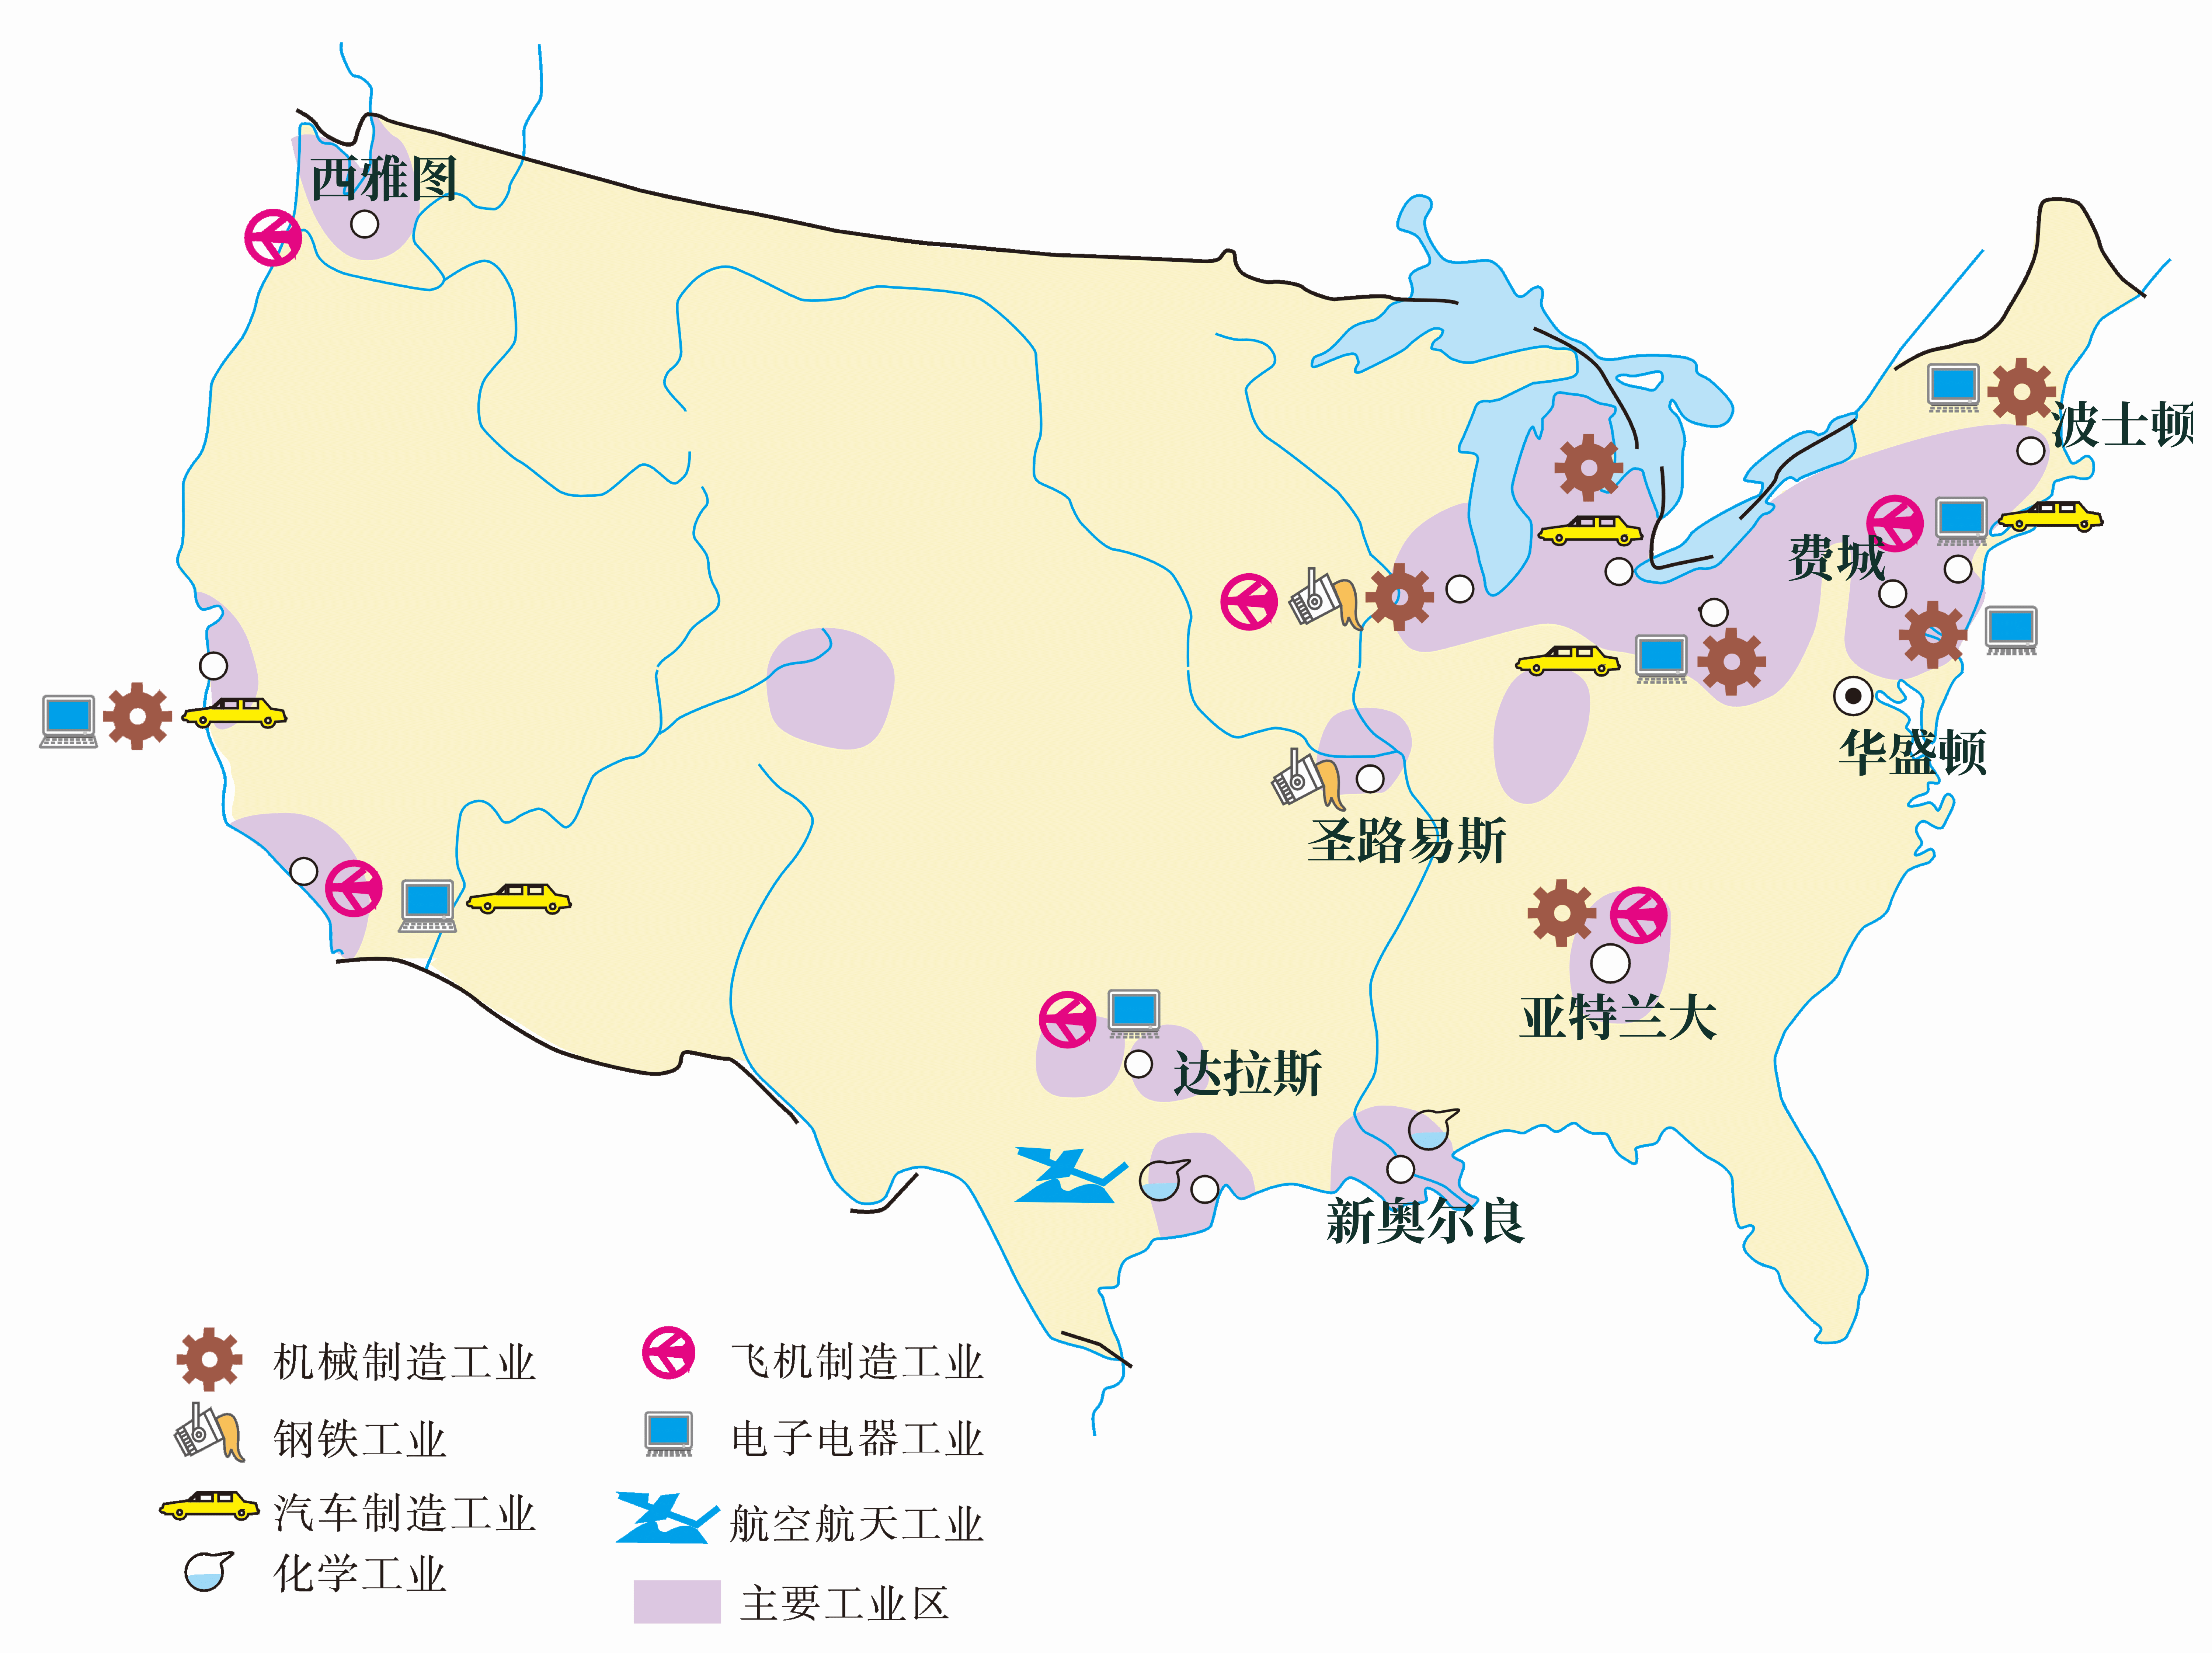 西雅图
波士顿
费城
华盛顿
圣路易斯
亚特兰大
达拉斯
新奥尔良
机械制造工业
飞机制造工业
钢铁工业
电子电器工业
汽车制造工业
航空航天工业
化学工业
主要工业区